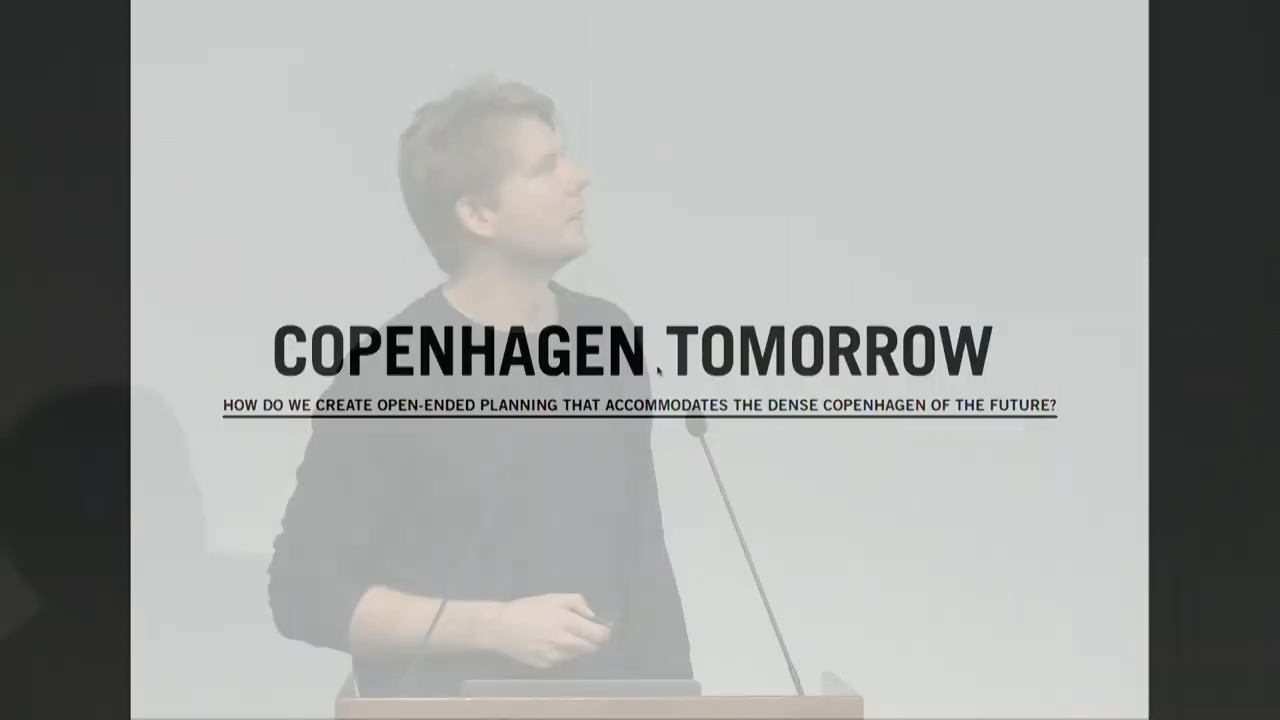 COPENHAGEN TOMORROW
HOW DO WE CREATE OPEN-ENDED PLANNING THAT ACCOMMODATES THE DENSE COPENHAGEN OF THE FUTURE?